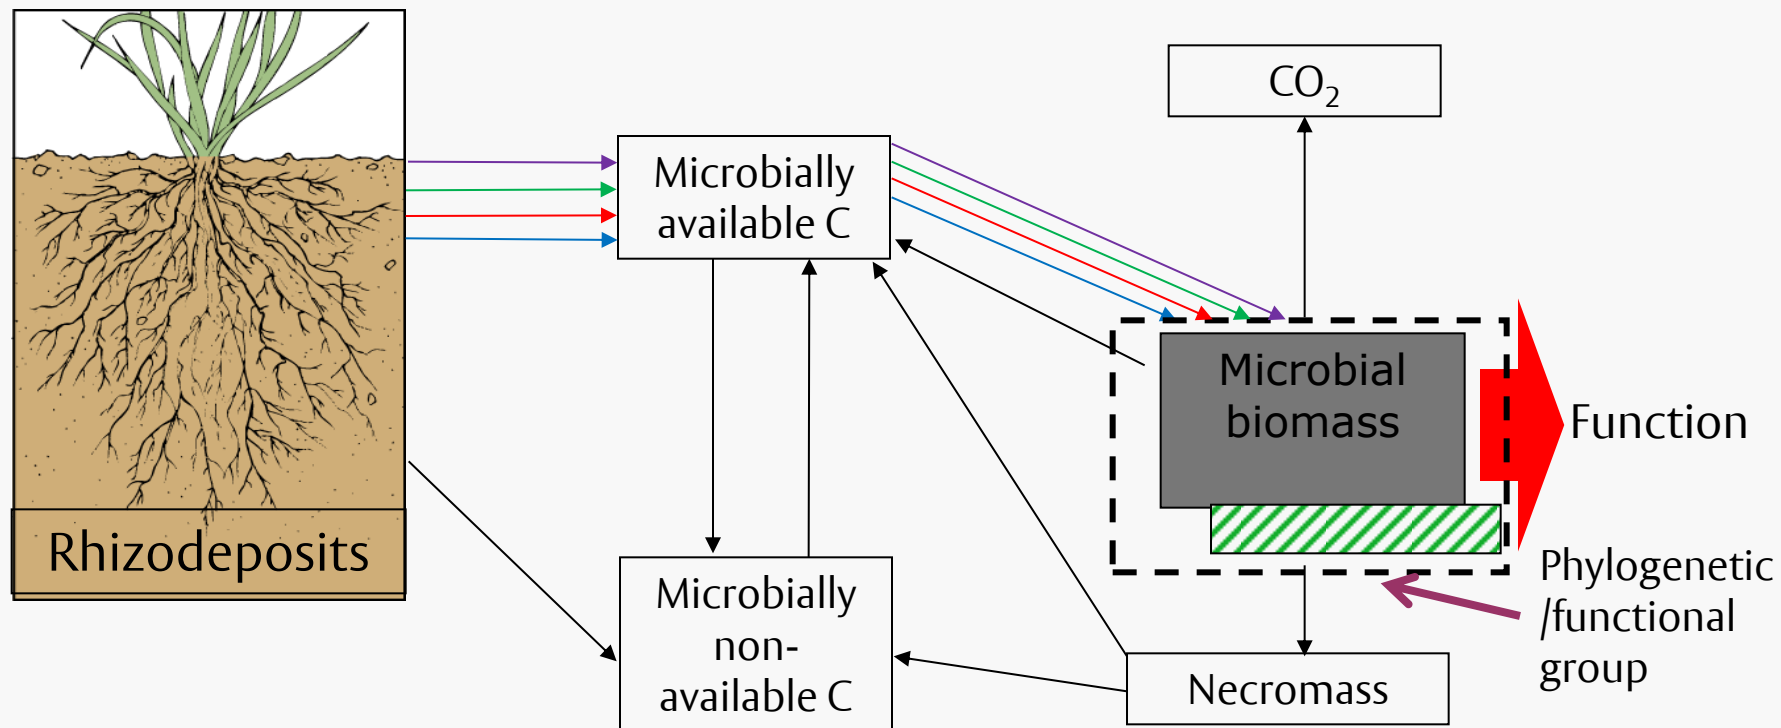 CO₂
Microbially
available C
Microbial
biomass
Function
Rhizodeposits
Microbially
non-
available C
Phylogenetic
/functional
group
Necromass